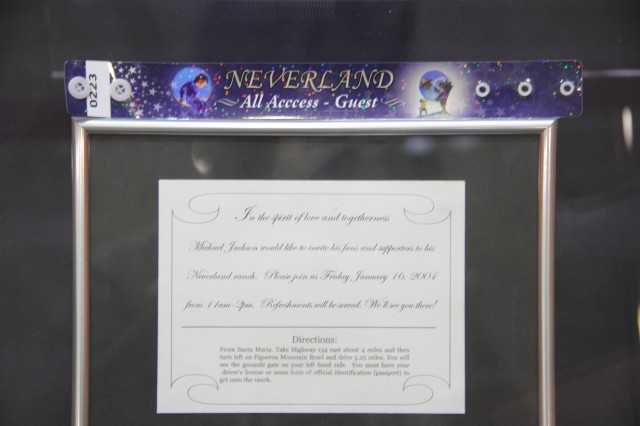 0223
NEVERLAND
All Acccess - Guest
In the spirit of love and togetherness
Michael Jackson would like to invite his fans and supporters to his
Neverland ranch. Please join us Friday, January 16, 2004
from 11am-2pm. Refreshments will be served. We'll see you there!
Directions:
From Santa Maria, Take Highway 154 east about 4 miles and then
turn left on Figueroa Mountain Road and drive 5.25 miles. You will
see the grounds gate on your left hand side. You must have your
driver's license or some form of official identification (passport) to
get onto the ranch.